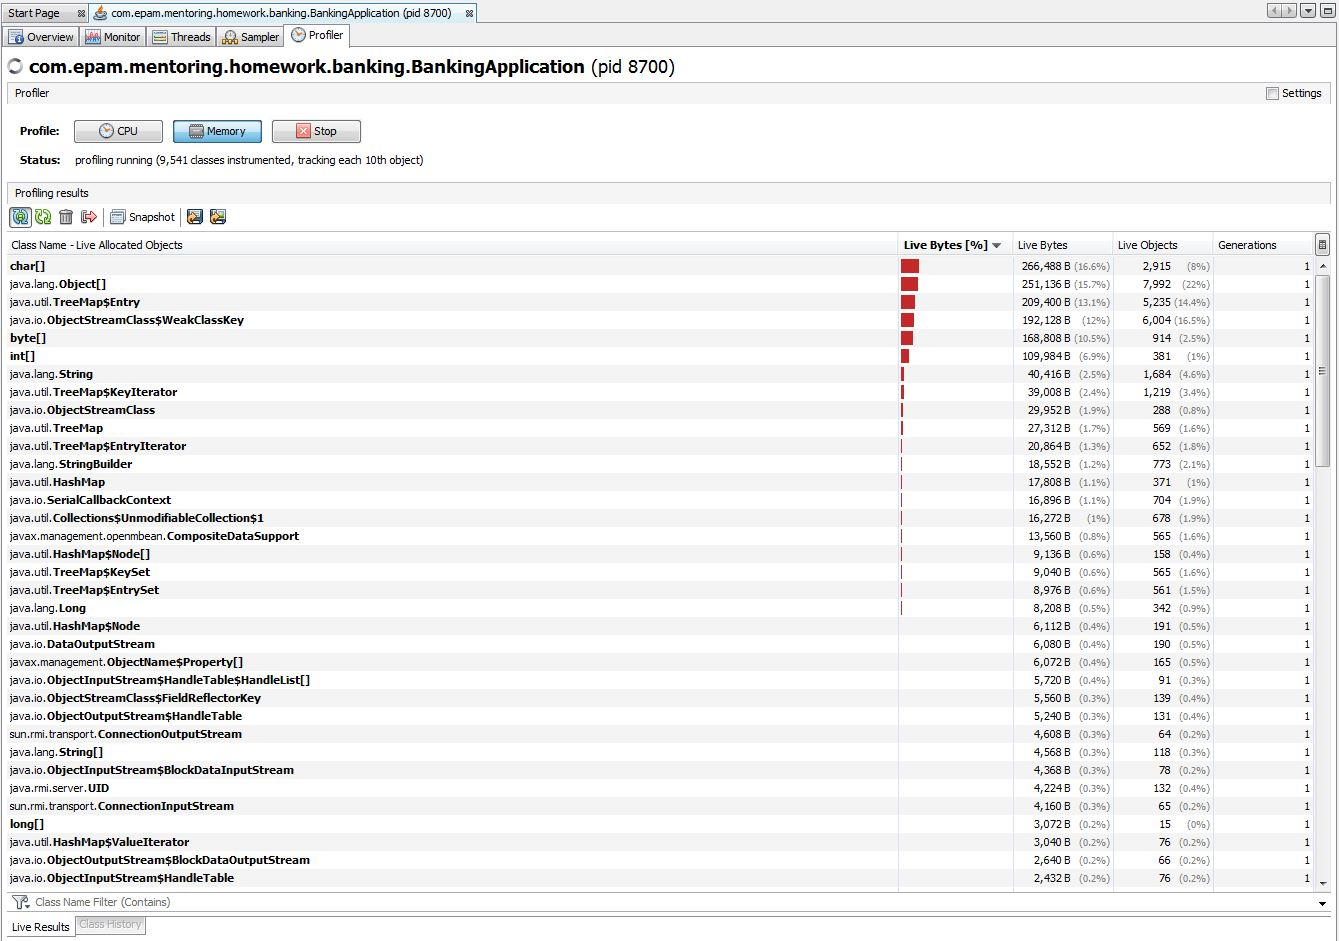 Start Page com.epam.mentoring.homework.banking.BankingApplication (pid 8700)
Overview Monitor Threads Sampler Profiler
com.epam.mentoring.homework.banking.BankingApplication (pid 8700)
Profiler Settings
Profile: CPU Memory Stop
Status: profiling running (9,541 classes instrumented, tracking each 10th object)
Profiling results
Snapshot
Class Name - Live Allocated Objects Live Bytes [%] Live Bytes Live Objects Generations
char[] 266,488 B (16.6%) 2,915 (8%) 1
java.lang.Object[] 251,136 B (15.7%) 7,992 (22%) 1
java.util.TreeMap$Entry 209,400 B (13.1%) 5,235 (14.4%) 1
java.io.ObjectStreamClass$WeakClassKey 192,128 B (12%) 6,004 (16.5%) 1
byte[] 168,808 B (10.5%) 914 (2.5%) 1
int[] 109,984 B (6.9%) 381 (1%) 1
java.lang.String 40,416 B (2.5%) 1,684 (4.6%) 1
java.util.TreeMap$KeyIterator 39,008 B (2.4%) 1,219 (3.4%) 1
java.io.ObjectStreamClass 29,952 B (1.9%) 288 (0.8%) 1
java.util.TreeMap 27,312 B (1.7%) 569 (1.6%) 1
java.util.TreeMap$EntryIterator 20,864 B (1.3%) 652 (1.8%) 1
java.lang.StringBuilder 18,552 B (1.2%) 773 (2.1%) 1
java.util.HashMap 17,808 B (1.1%) 371 (1%) 1
java.io.SerialCallbackContext 16,896 B (1.1%) 704 (1.9%) 1
java.util.Collections$UnmodifiableCollection$1 16,272 B (1%) 678 (1.9%) 1
javax.management.openmbean.CompositeDataSupport 13,560 B (0.8%) 565 (1.6%) 1
java.util.HashMap$Node[] 9,136 B (0.6%) 158 (0.4%) 1
java.util.TreeMap$KeySet 9,040 B (0.6%) 565 (1.6%) 1
java.util.TreeMap$EntrySet 8,976 B (0.6%) 561 (1.5%) 1
java.lang.Long 8,208 B (0.5%) 342 (0.9%) 1
java.util.HashMap$Node 6,112 B (0.4%) 191 (0.5%) 1
java.io.DataOutputStream 6,080 B (0.4%) 190 (0.5%) 1
javax.management.ObjectName$Property[] 6,072 B (0.4%) 165 (0.5%) 1
java.io.ObjectInputStream$HandleTable$HandleList[] 5,720 B (0.4%) 91 (0.3%) 1
java.io.ObjectStreamClass$FieldReflectorKey 5,560 B (0.3%) 139 (0.4%) 1
java.io.ObjectOutputStream$HandleTable 5,240 B (0.3%) 131 (0.4%) 1
sun.rmi.transport.ConnectionOutputStream 4,608 B (0.3%) 64 (0.2%) 1
java.lang.String[] 4,568 B (0.3%) 118 (0.3%) 1
java.io.ObjectInputStream$BlockDataInputStream 4,368 B (0.3%) 78 (0.2%) 1
java.rmi.server.UID 4,224 B (0.3%) 132 (0.4%) 1
sun.rmi.transport.ConnectionInputStream 4,160 B (0.3%) 65 (0.2%) 1
long[] 3,072 B (0.2%) 15 (0%) 1
java.util.HashMap$ValueIterator 3,040 B (0.2%) 76 (0.2%) 1
java.io.ObjectOutputStream$BlockDataOutputStream 2,640 B (0.2%) 66 (0.2%) 1
java.io.ObjectInputStream$HandleTable 2,432 B (0.2%) 76 (0.2%) 1
Class Name Filter (Contains)
Live Results Class History